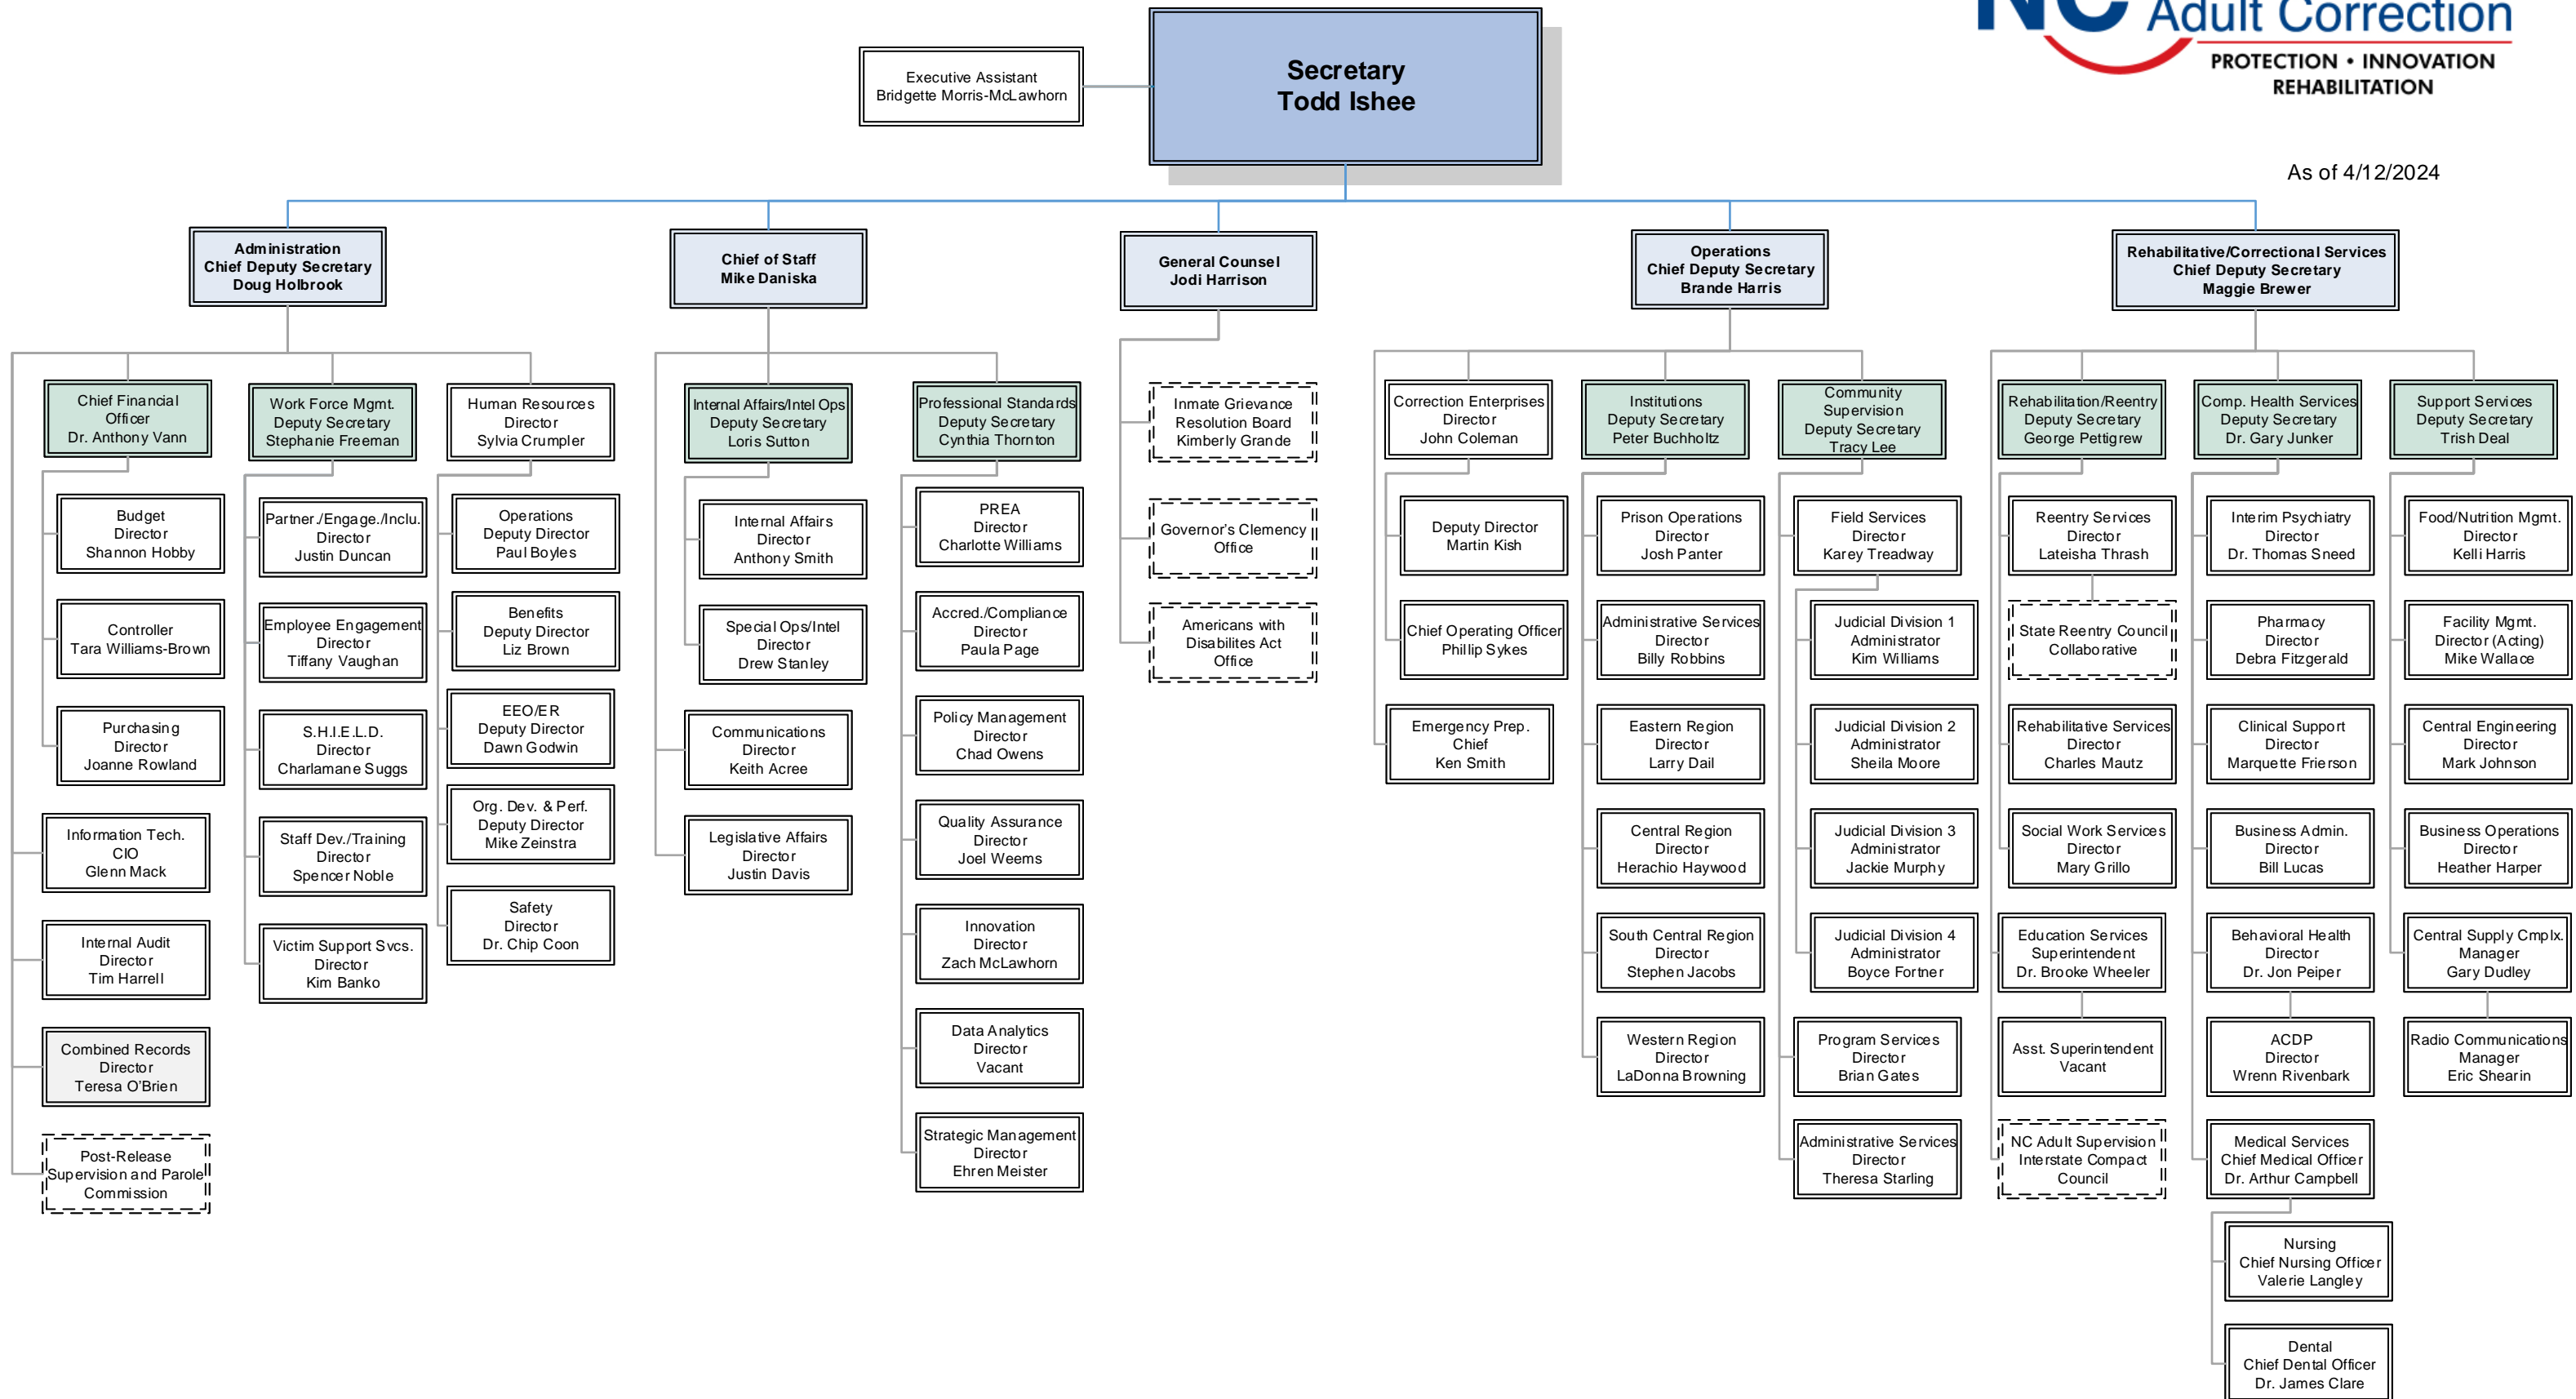 NC Adult Correction
PROTECTION • INNOVATION
REHABILITATION
Executive Assistant
Bridgette Morris-McLawhorn
Secretary
Todd Ishee
As of 4/12/2024
Administration
Chief Deputy Secretary
Doug Holbrook
Chief of Staff
Mike Daniska
General Counsel
Jodi Harrison
Operations
Chief Deputy Secretary
Brande Harris
Rehabilitative/Correctional Services
Chief Deputy Secretary
Maggie Brewer
Chief Financial
Officer
Dr. Anthony Vann
Budget
Director
Shannon Hobby
Controller
Tara Williams-Brown
Purchasing
Director
Joanne Rowland
Information Tech.
CIO
Glenn Mack
Internal Audit
Director
Tim Harrell
Combined Records
Director
Teresa O'Brien
Post-Release
Supervision and Parole
Commission
Work Force Mgmt.
Deputy Secretary
Stephanie Freeman
Partner./Engage./Inclu.
Director
Justin Duncan
Employee Engagement
Director
Tiffany Vaughan
S.H.I.E.L.D.
Director
Charlamane Suggs
Staff Dev./Training
Director
Spencer Noble
Victim Support Svcs.
Director
Kim Banko
Human Resources
Director
Sylvia Crumpler
Operations
Deputy Director
Paul Boyles
Benefits
Deputy Director
Liz Brown
EEO/ER
Deputy Director
Dawn Godwin
Org. Dev. & Perf.
Deputy Director
Mike Zeinstra
Safety
Director
Dr. Chip Coon
Internal Affairs/Intel Ops
Deputy Secretary
Loris Sutton
Internal Affairs
Director
Anthony Smith
Special Ops/Intel
Director
Drew Stanley
Communications
Director
Keith Acree
Legislative Affairs
Director
Justin Davis
Professional Standards
Deputy Secretary
Cynthia Thornton
PREA
Director
Charlotte Williams
Accred./Compliance
Director
Paula Page
Policy Management
Director
Chad Owens
Quality Assurance
Director
Joel Weems
Innovation
Director
Zach McLawhorn
Data Analytics
Director
Vacant
Strategic Management
Director
Ehren Meister
Inmate Grievance
Resolution Board
Kimberly Grande
Governor's Clemency
Office
Americans with
Disabilites Act
Office
Correction Enterprises
Director
John Coleman
Deputy Director
Martin Kish
Chief Operating Officer
Phillip Sykes
Emergency Prep.
Chief
Ken Smith
Institutions
Deputy Secretary
Peter Buchholtz
Prison Operations
Director
Josh Panter
Administrative Services
Director
Billy Robbins
Eastern Region
Director
Larry Dail
Central Region
Director
Herachio Haywood
South Central Region
Director
Stephen Jacobs
Western Region
Director
LaDonna Browning
Community
Supervision
Deputy Secretary
Tracy Lee
Field Services
Director
Karey Treadway
Judicial Division 1
Administrator
Kim Williams
Judicial Division 2
Administrator
Sheila Moore
Judicial Division 3
Administrator
Jackie Murphy
Judicial Division 4
Administrator
Boyce Fortner
Program Services
Director
Brian Gates
Administrative Services
Director
Theresa Starling
Rehabilitation/Reentry
Deputy Secretary
George Pettigrew
Reentry Services
Director
Lateisha Thrash
State Reentry Council
Collaborative
Rehabilitative Services
Director
Charles Mautz
Social Work Services
Director
Mary Grillo
Education Services
Superintendent
Dr. Brooke Wheeler
Asst. Superintendent
Vacant
NC Adult Supervision
Interstate Compact
Council
Comp. Health Services
Deputy Secretary
Dr. Gary Junker
Interim Psychiatry
Director
Dr. Thomas Sneed
Pharmacy
Director
Debra Fitzgerald
Clinical Support
Director
Marquette Frierson
Business Admin.
Director
Bill Lucas
Behavioral Health
Director
Dr. Jon Peiper
ACDP
Director
Wrenn Rivenbark
Medical Services
Chief Medical Officer
Dr. Arthur Campbell
Nursing
Chief Nursing Officer
Valerie Langley
Dental
Chief Dental Officer
Dr. James Clare
Support Services
Deputy Secretary
Trish Deal
Food/Nutrition Mgmt.
Director
Kelli Harris
Facility Mgmt.
Director (Acting)
Mike Wallace
Central Engineering
Director
Mark Johnson
Business Operations
Director
Heather Harper
Central Supply Cmplx.
Manager
Gary Dudley
Radio Communications
Manager
Eric Shearin